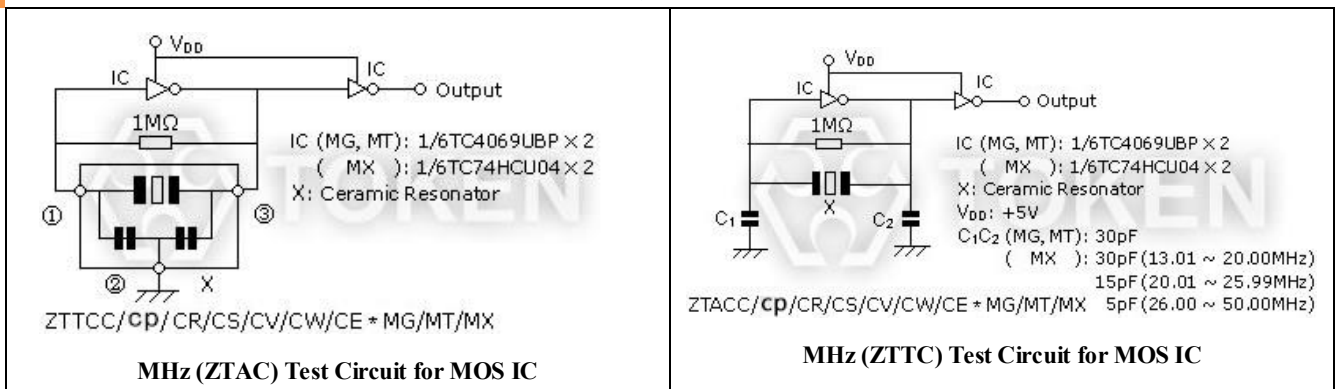 VDD
IC
IC
Output
1MΩ
IC (MG, MT): 1/6TC4069UBP×2
( MX ): 1/6TC74HCU04×2
X: Ceramic Resonator
①
③
②
X
TOKEN
ZTTCC/cp/CR/CS/CV/CW/CE*MG/MT/MX
MHz (ZTAC) Test Circuit for MOS IC
VDD
IC
IC
Output
1MΩ
IC (MG, MT): 1/6TC4069UBP×2
( MX ): 1/6TC74HCU04×2
X: Ceramic Resonator
X
VDD: +5V
C1
C2
C1C2 (MG, MT): 30pF
( MX ): 30pF(13.01 ~ 20.00MHz)
15pF(20.01 ~ 25.99MHz)
TOKEN
ZTACC/cp/CR/CS/CV/CW/CE*MG/MT/MX 5pF(26.00 ~ 50.00MHz)
MHz (ZTTC) Test Circuit for MOS IC